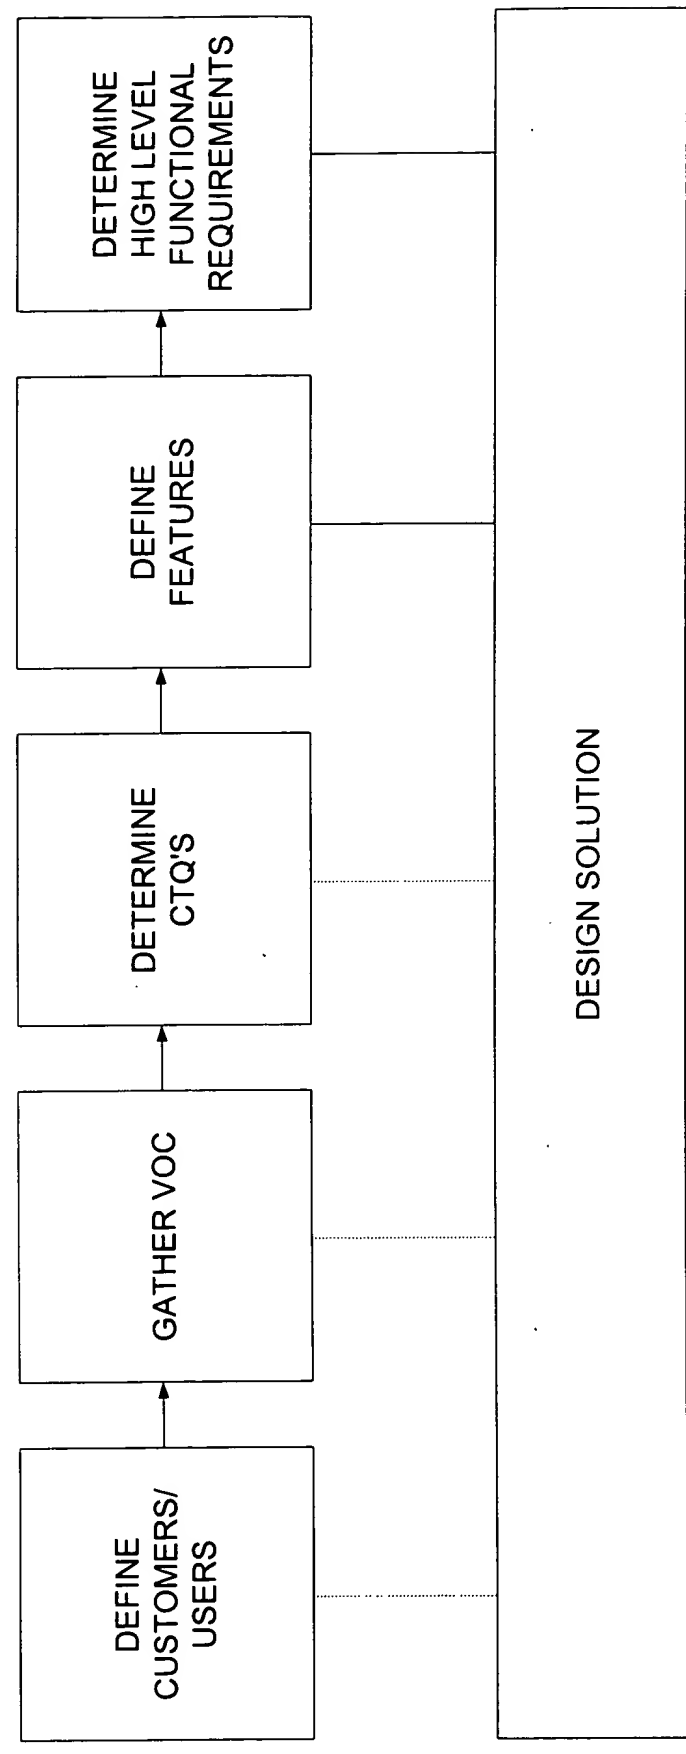 DEFINE
CUSTOMERS/
USERS
GATHER VOC
DETERMINE
CTQ'S
DEFINE
FEATURES
DETERMINE
HIGH LEVEL
FUNCTIONAL
REQUIREMENTS
DESIGN SOLUTION